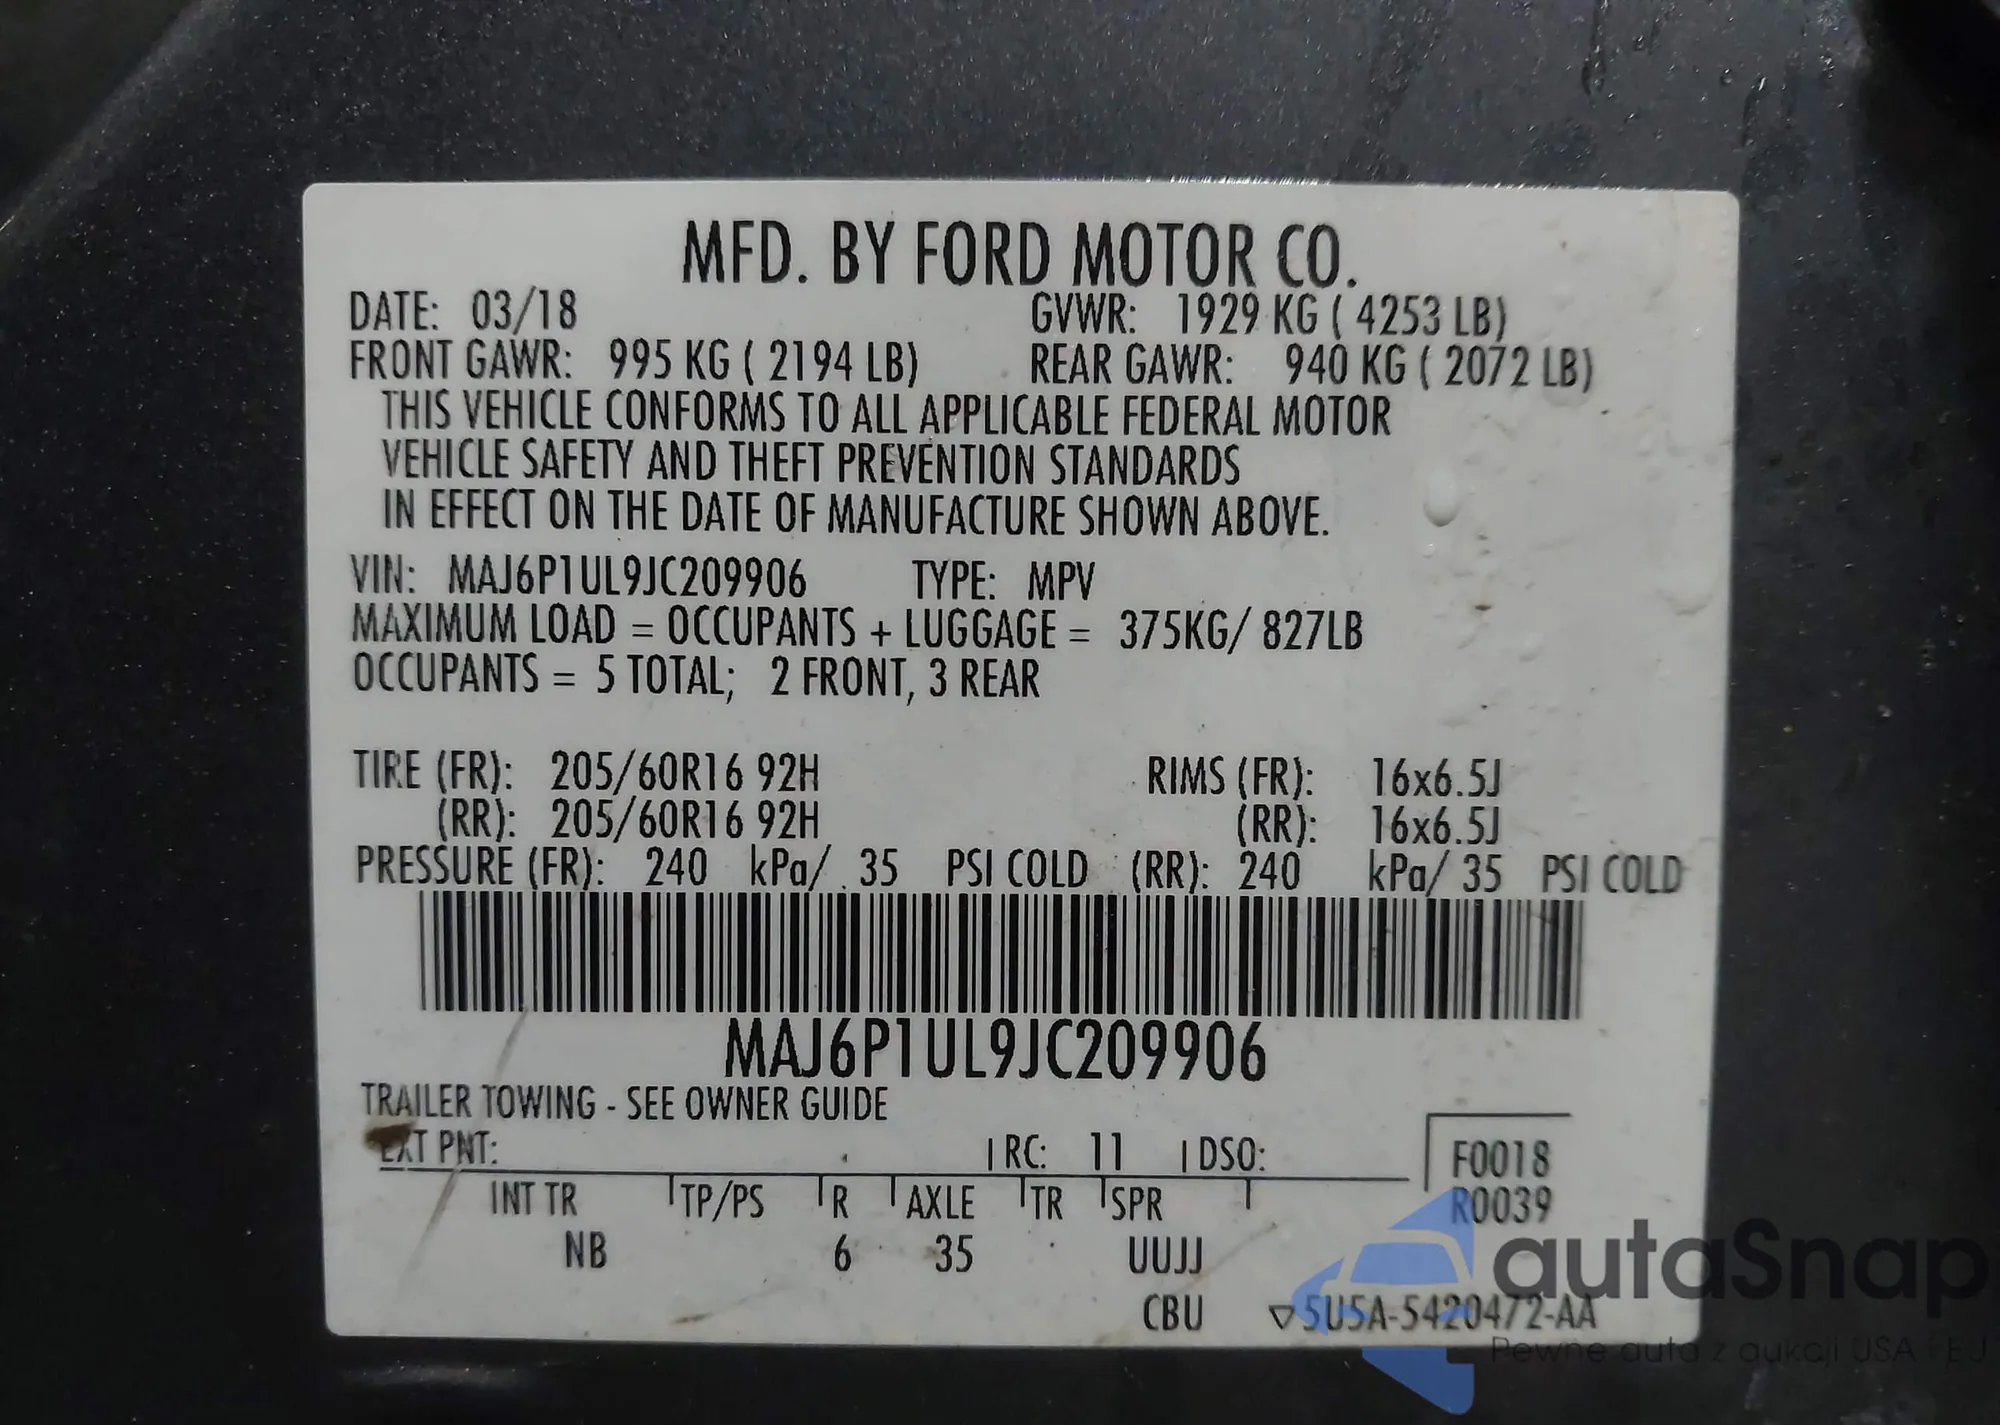 MFD. BY FORD MOTOR CO.
DATE: 03/18 GVWR: 1929 KG ( 4253 LB)
FRONT GAWR: 995 KG ( 2194 LB) REAR GAWR: 940 KG ( 2072 LB)
THIS VEHICLE CONFORMS TO ALL APPLICABLE FEDERAL MOTOR
VEHICLE SAFETY AND THEFT PREVENTION STANDARDS
IN EFFECT ON THE DATE OF MANUFACTURE SHOWN ABOVE.
VIN: MAJ6P1UL9JC209906 TYPE: MPV
MAXIMUM LOAD = OCCUPANTS + LUGGAGE = 375KG/ 827LB
OCCUPANTS = 5 TOTAL; 2 FRONT, 3 REAR
TIRE (FR): 205/60R16 92H RIMS (FR): 16x6.5J
(RR): 205/60R16 92H (RR): 16x6.5J
PRESSURE (FR): 240 kPa/ 35 PSI COLD (RR): 240 kPa/ 35 PSI COLD
MAJ6P1UL9JC209906
TRAILER TOWING - SEE OWNER GUIDE
EXT PNT: RC: 11 DSO: F0018
INT TR TP/PS R AXLE TR SPR R0039
NB 6 35 UUJJ
CBU ▽5U5A-5420472-AA
autaSnap
Pewne auta z aukcji USA i EU